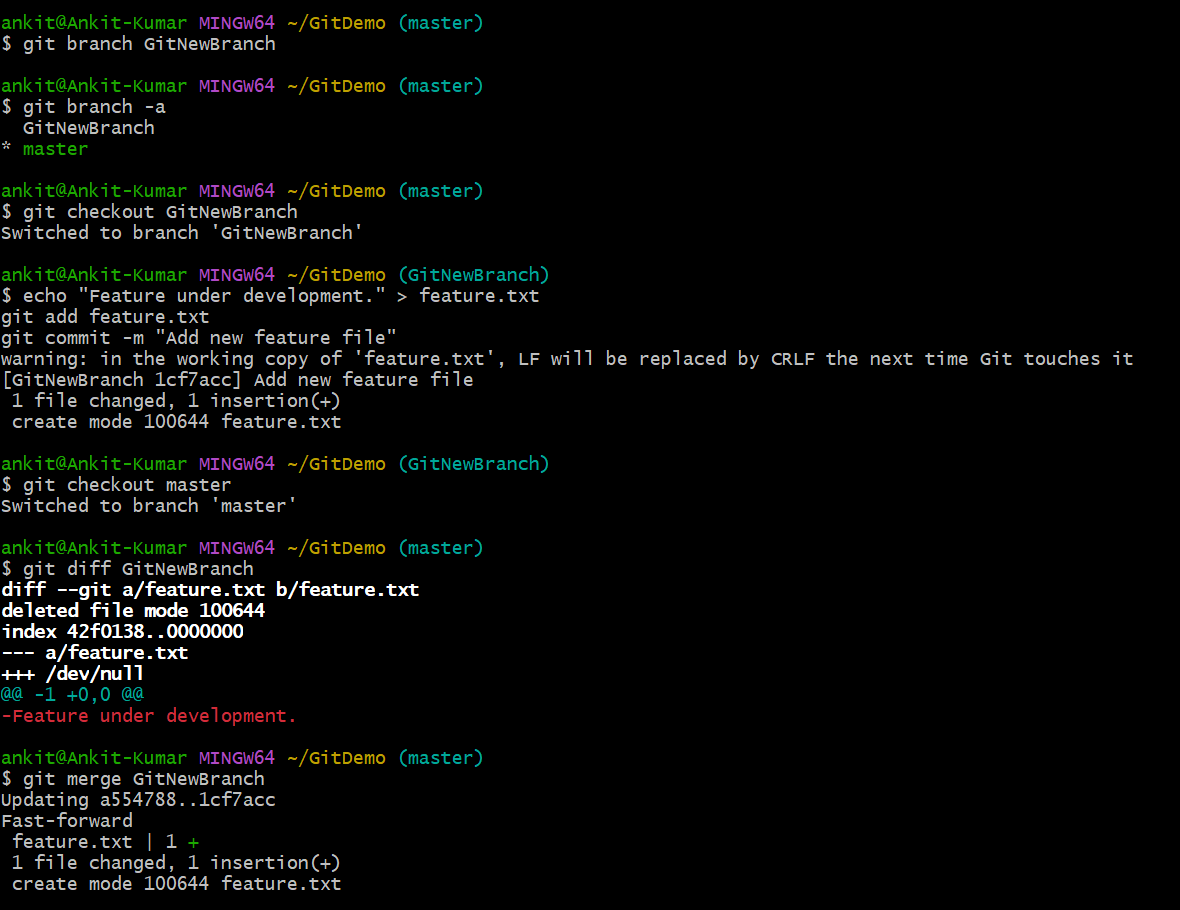 ankit@Ankit-Kumar MINGW64 ~/GitDemo (master)
$ git branch GitNewBranch
ankit@Ankit-Kumar MINGW64 ~/GitDemo (master)
$ git branch -a
  GitNewBranch
* master
ankit@Ankit-Kumar MINGW64 ~/GitDemo (master)
$ git checkout GitNewBranch
Switched to branch 'GitNewBranch'
ankit@Ankit-Kumar MINGW64 ~/GitDemo (GitNewBranch)
$ echo "Feature under development." > feature.txt
git add feature.txt
git commit -m "Add new feature file"
warning: in the working copy of 'feature.txt', LF will be replaced by CRLF the next time Git touches it
[GitNewBranch 1cf7acc] Add new feature file
 1 file changed, 1 insertion(+)
 create mode 100644 feature.txt
ankit@Ankit-Kumar MINGW64 ~/GitDemo (GitNewBranch)
$ git checkout master
Switched to branch 'master'
ankit@Ankit-Kumar MINGW64 ~/GitDemo (master)
$ git diff GitNewBranch
diff --git a/feature.txt b/feature.txt
deleted file mode 100644
index 42f0138..0000000
--- a/feature.txt
+++ /dev/null
@@ -1 +0,0 @@
-Feature under development.
ankit@Ankit-Kumar MINGW64 ~/GitDemo (master)
$ git merge GitNewBranch
Updating a554788..1cf7acc
Fast-forward
 feature.txt | 1 +
 1 file changed, 1 insertion(+)
 create mode 100644 feature.txt